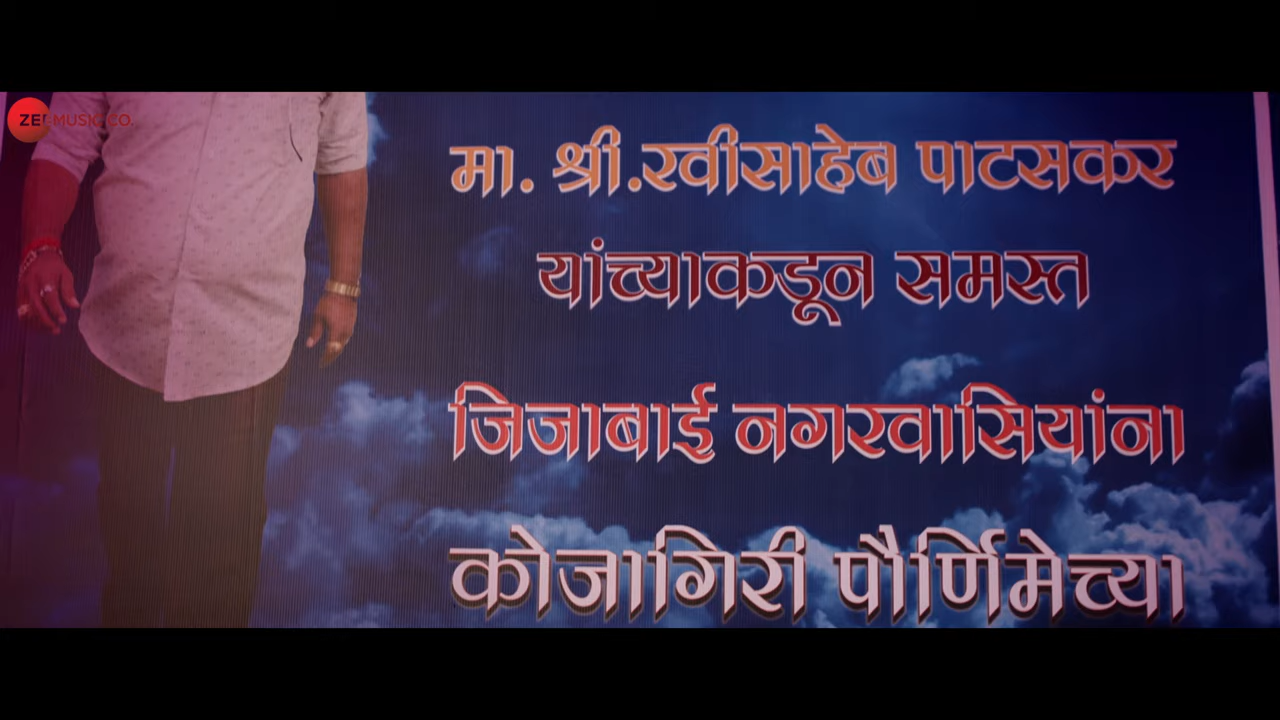 ZEE MUSIC CO.
मा. श्री.रवीसाहेब पाटसकर
यांच्याकडून समस्त
जिजाबाई नगरवासियांना
कोजागिरी पौर्णिमेच्या